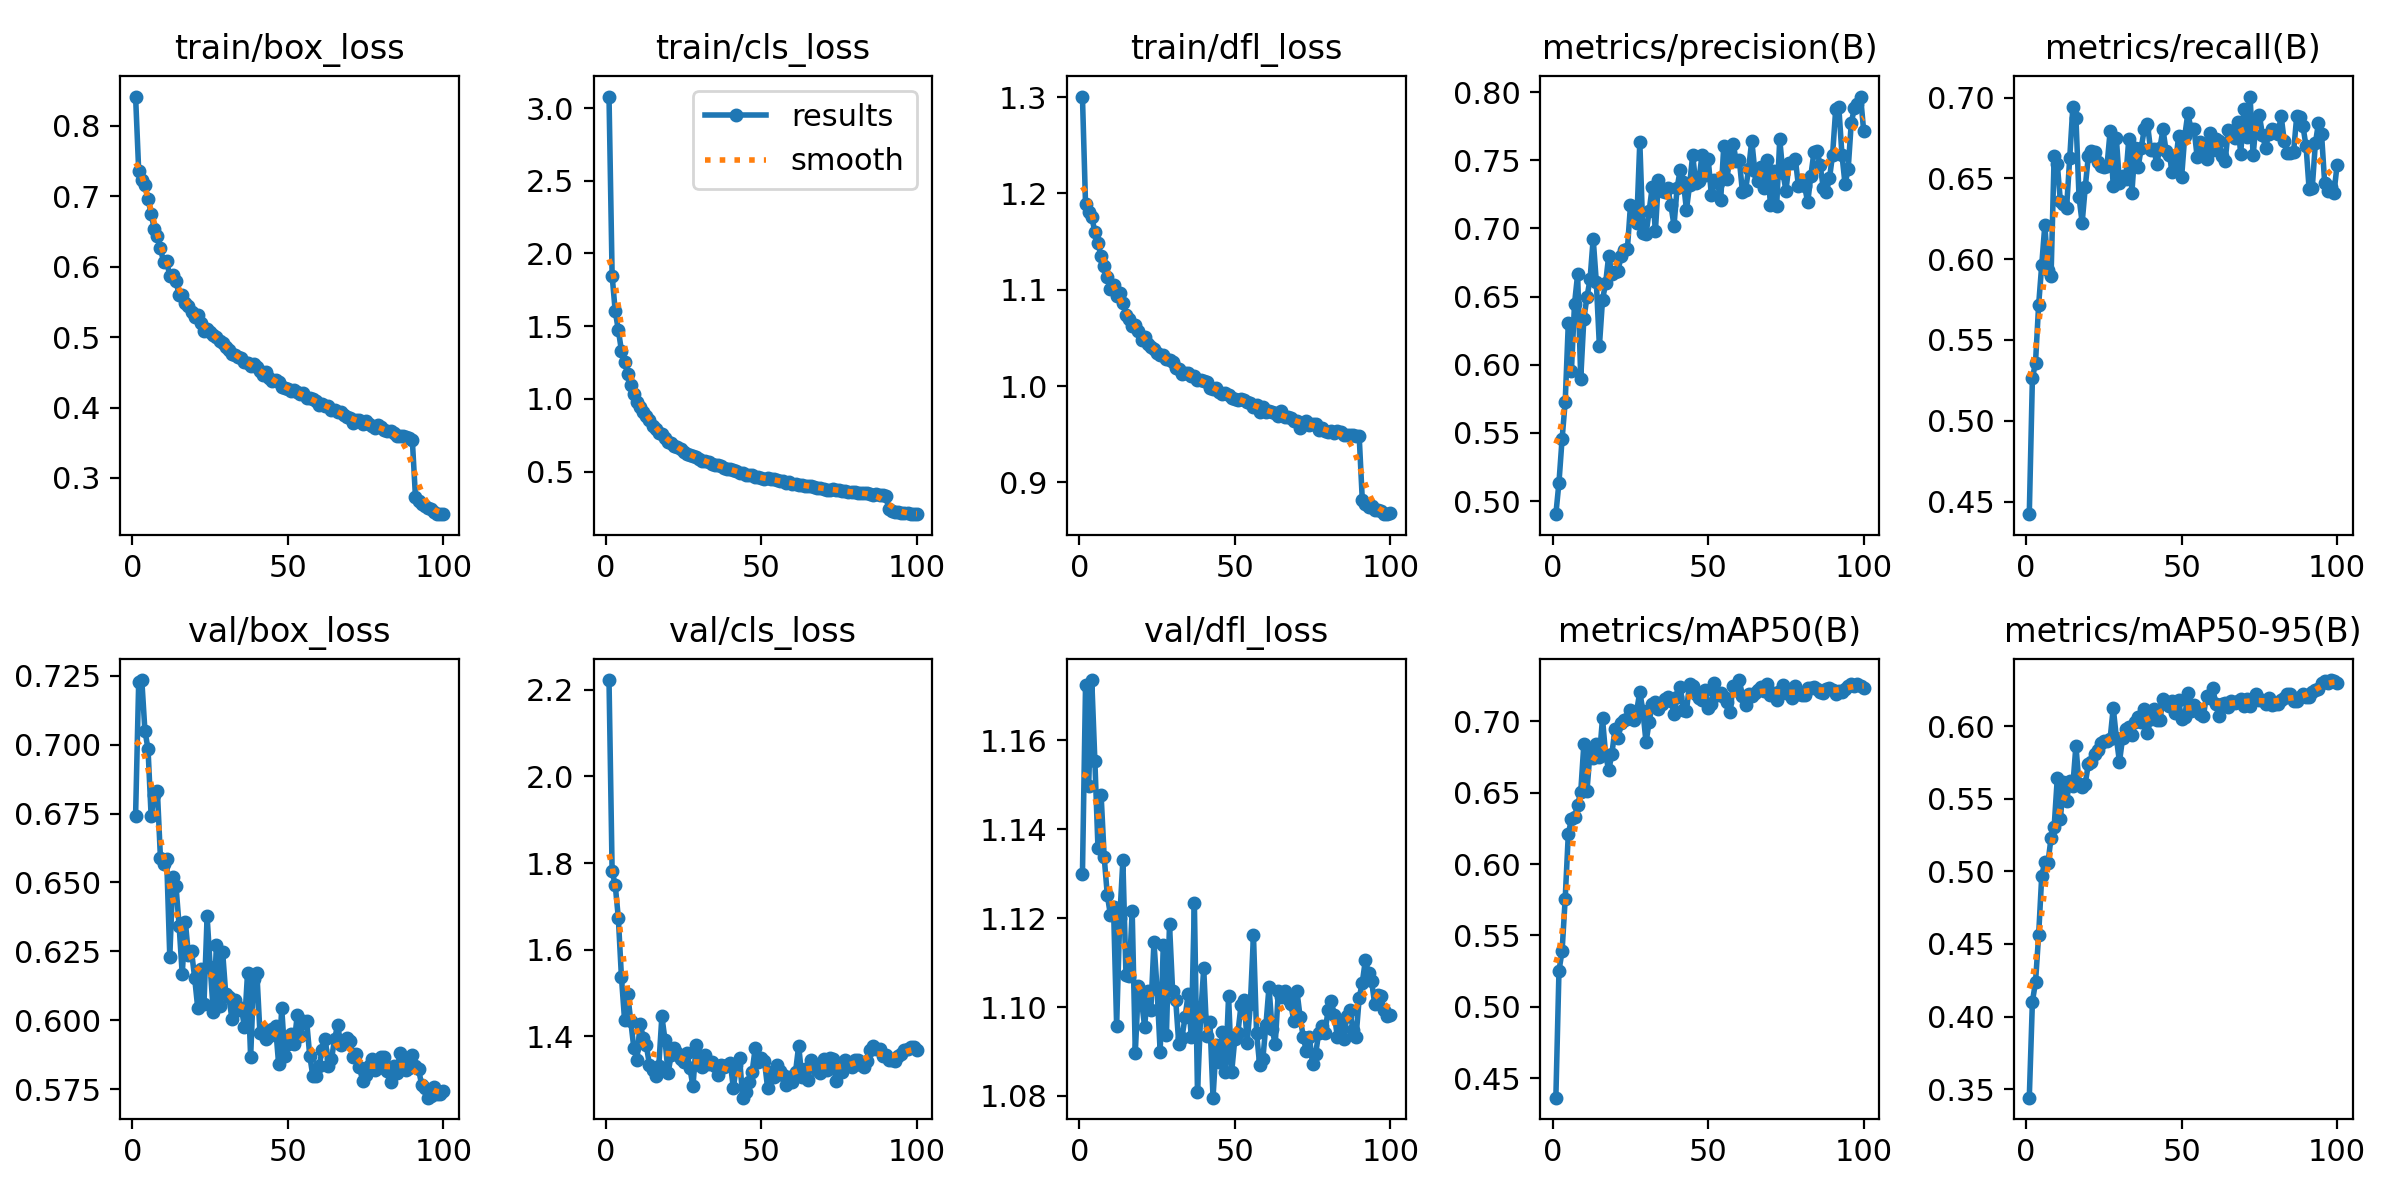 train/box_loss
0.8
0.7
0.6
0.5
0.4
0.3
0 50 100
train/cls_loss
3.0
2.5
2.0
1.5
1.0
0.5
results
smooth
0 50 100
train/dfl_loss
1.3
1.2
1.1
1.0
0.9
0 50 100
metrics/precision(B)
0.80
0.75
0.70
0.65
0.60
0.55
0.50
0 50 100
metrics/recall(B)
0.70
0.65
0.60
0.55
0.50
0.45
0 50 100
val/box_loss
0.725
0.700
0.675
0.650
0.625
0.600
0.575
0 50 100
val/cls_loss
2.2
2.0
1.8
1.6
1.4
0 50 100
val/dfl_loss
1.16
1.14
1.12
1.10
1.08
0 50 100
metrics/mAP50(B)
0.70
0.65
0.60
0.55
0.50
0.45
0 50 100
metrics/mAP50-95(B)
0.60
0.55
0.50
0.45
0.40
0.35
0 50 100